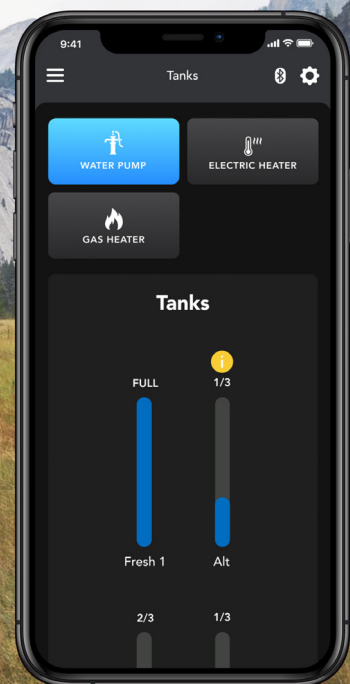 9:41
Tanks
WATER PUMP
ELECTRIC HEATER
GAS HEATER
Tanks
i
FULL
1/3
Fresh 1
Alt
2/3
1/3